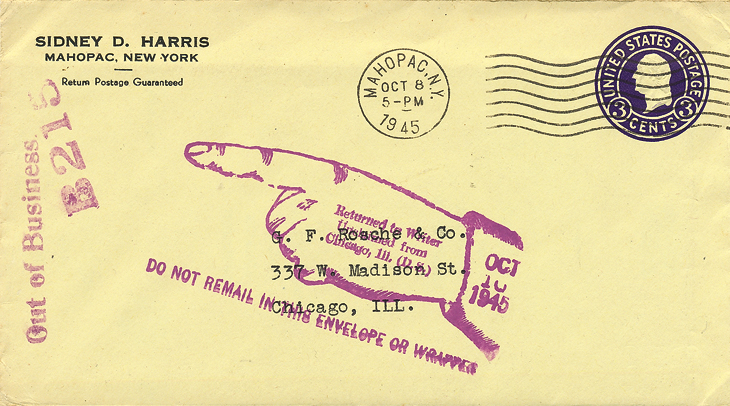 SIDNEY D. HARRIS
MAHOPAC, NEW YORK
Return Postage Guaranteed
MAHOPAC, N.Y.
OCT 8
5-PM
1945
UNITED STATES POSTAGE
3 CENTS 3
Out of Business
B215
Returned to Writer
from
Chicago, Ill. (U.S.)
G. F. Rosche & Co.
337 W. Madison St.
Chicago, ILL.
OCT
10
1945
DO NOT REMAIL IN THIS ENVELOPE OR WRAPPER